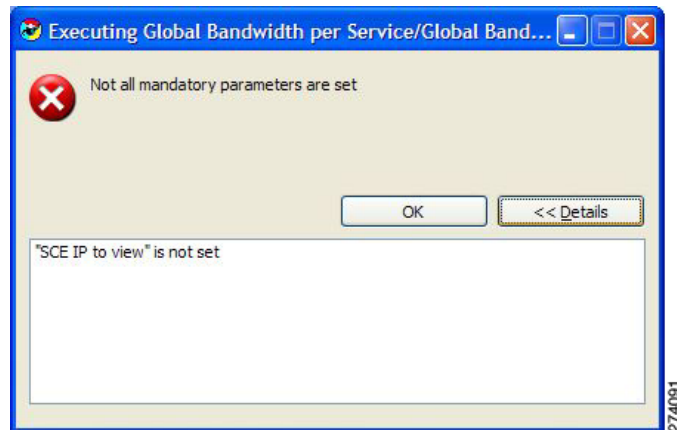 Executing Global Bandwidth per Service/Global Band...
Not all mandatory parameters are set
OK
<< Details
"SCE IP to view" is not set
274091